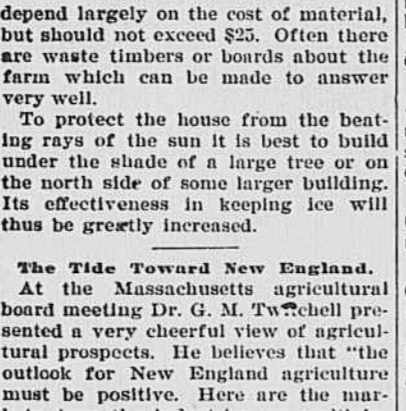 depend largely on the cost of material,
but should not exceed $25. Often there
are waste timbers or boards about the
farm which can be made to answer
very well.
To protect the house from the beat-
ing rays of the sun it is best to build
under the shade of a large tree or on
the north side of some larger building.
Its effectiveness in keeping ice will
thus be greatly increased.
The Tide Toward New England.
At the Massachusetts agricultural
board meeting Dr. G. M. Twitchell pre-
sented a very cheerful view of agricul-
tural prospects. He believes that "the
outlook for New England agriculture
must be positive. Here are the mar-